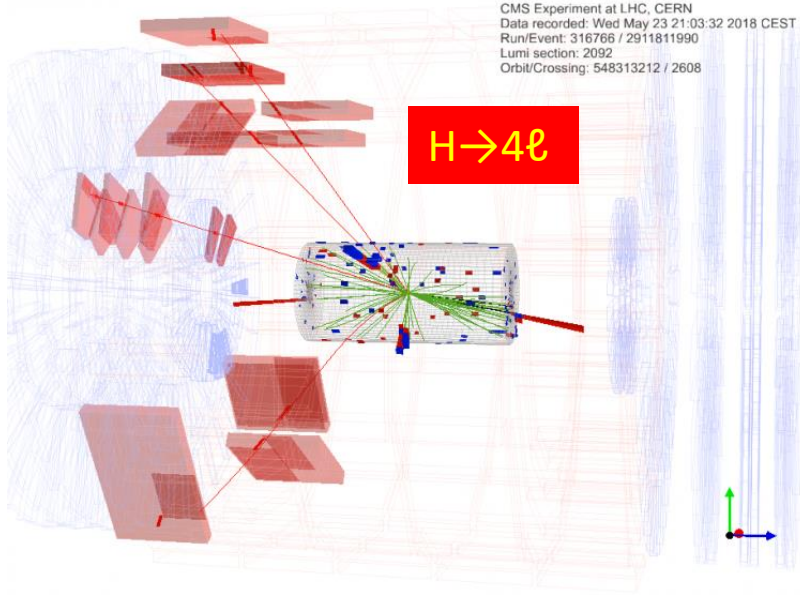 CMS Experiment at LHC, CERN
Data recorded: Wed May 23 21:03:32 2018 CEST
Run/Event: 316766 / 2911811990
Lumi section: 2092
Orbit/Crossing: 548313212 / 2608
H→4ℓ